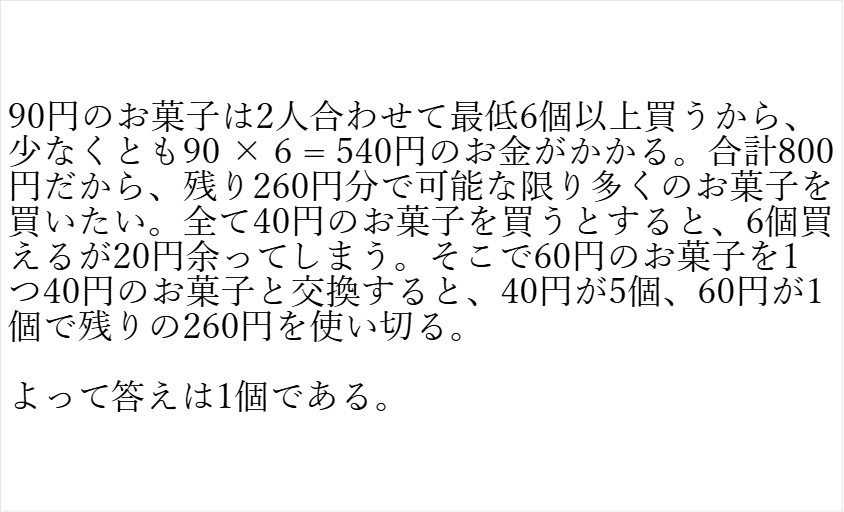 90円のお菓子は2人合わせて最低6個以上買うから、
少なくとも90 × 6 = 540円のお金がかかる。合計800
円だから、残り260円分で可能な限り多くのお菓子を
買いたい。全て40円のお菓子を買うとすると、6個買
えるが20円余ってしまう。そこで60円のお菓子を1
つ40円のお菓子と交換すると、40円が5個、60円が1
個で残りの260円を使い切る。
よって答えは1個である。